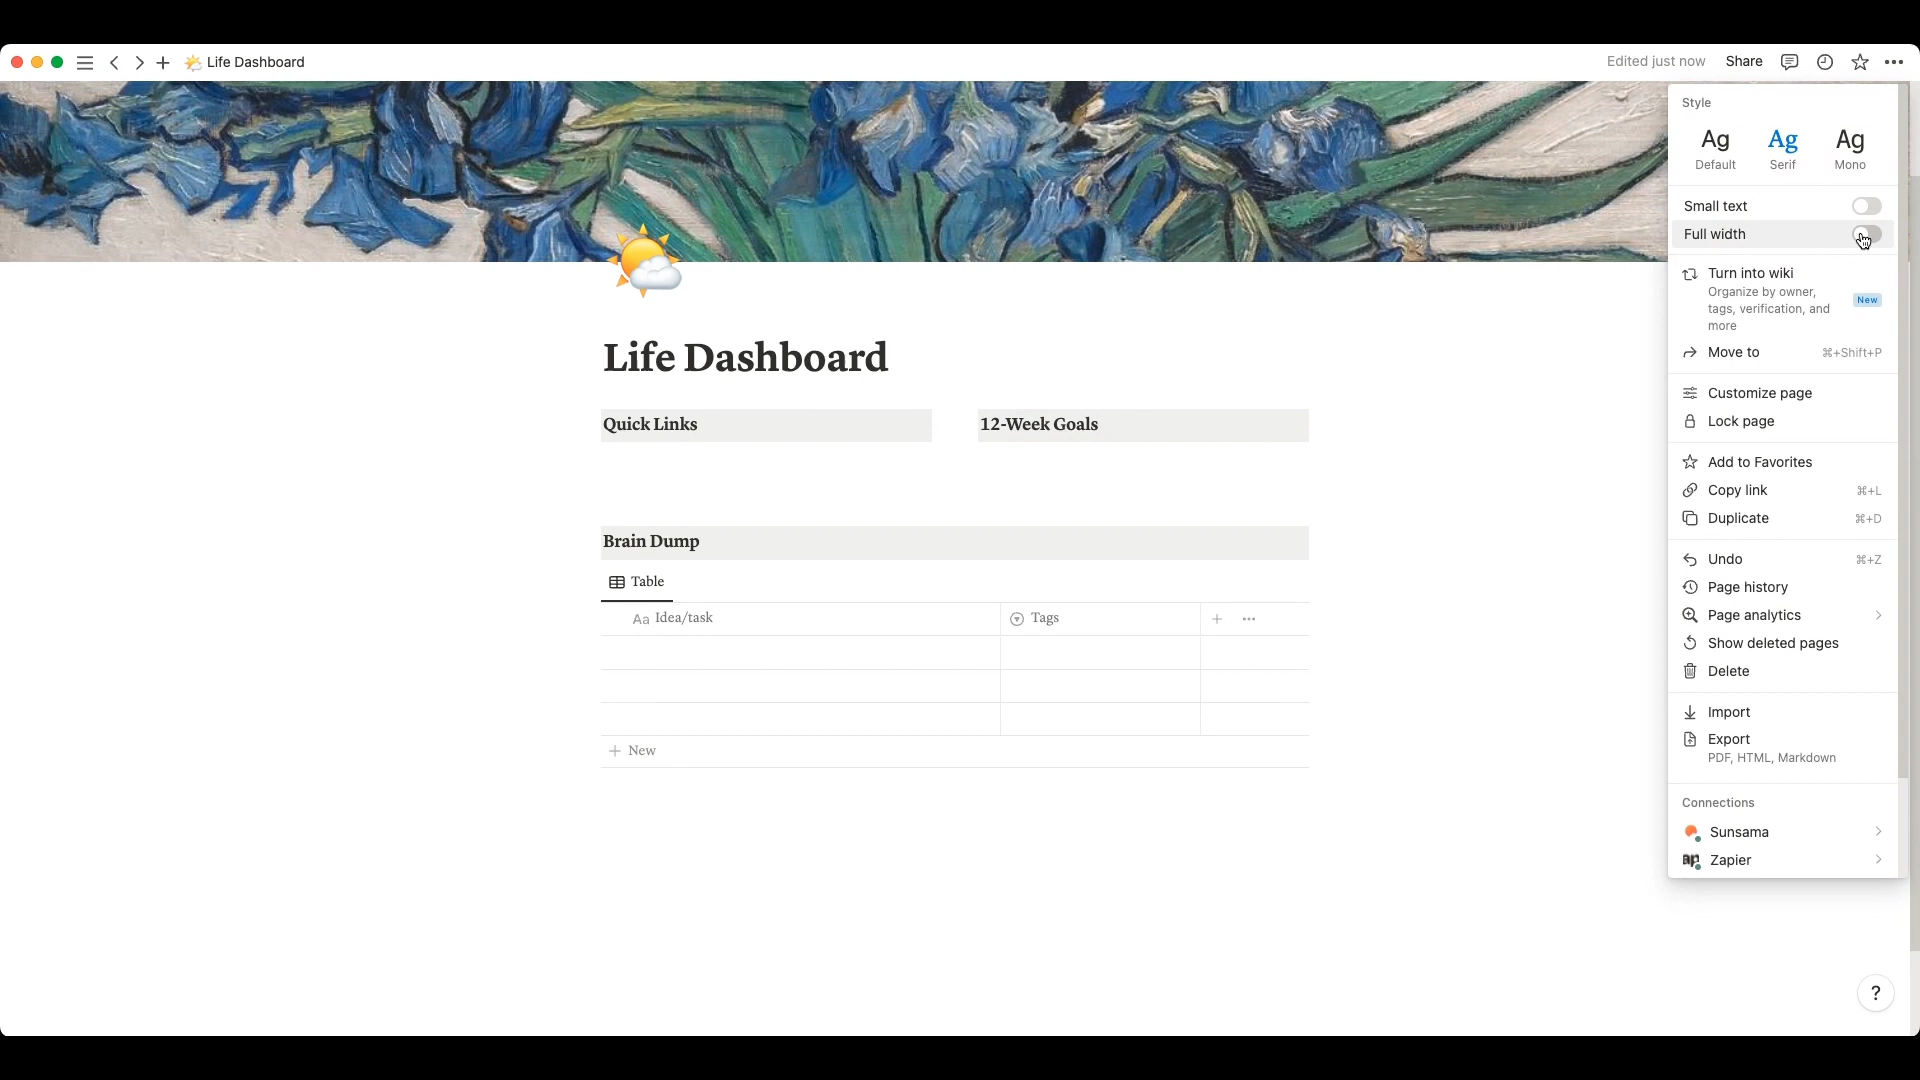 Life Dashboard
Edited just now Share
Style
Ag Ag Ag
Default Serif Mono
Small text
Full width
Turn into wiki
Organize by owner,
tags, verification, and
more
New
Move to ⌘+Shift+P
Customize page
Lock page
Add to Favorites
Copy link ⌘+L
Duplicate ⌘+D
Undo ⌘+Z
Page history
Page analytics
Show deleted pages
Delete
Import
Export
PDF, HTML, Markdown
Connections
Sunsama
Zapier
Life Dashboard
Quick Links 12-Week Goals
Brain Dump
Table
Aa Idea/task Tags
+ New
?